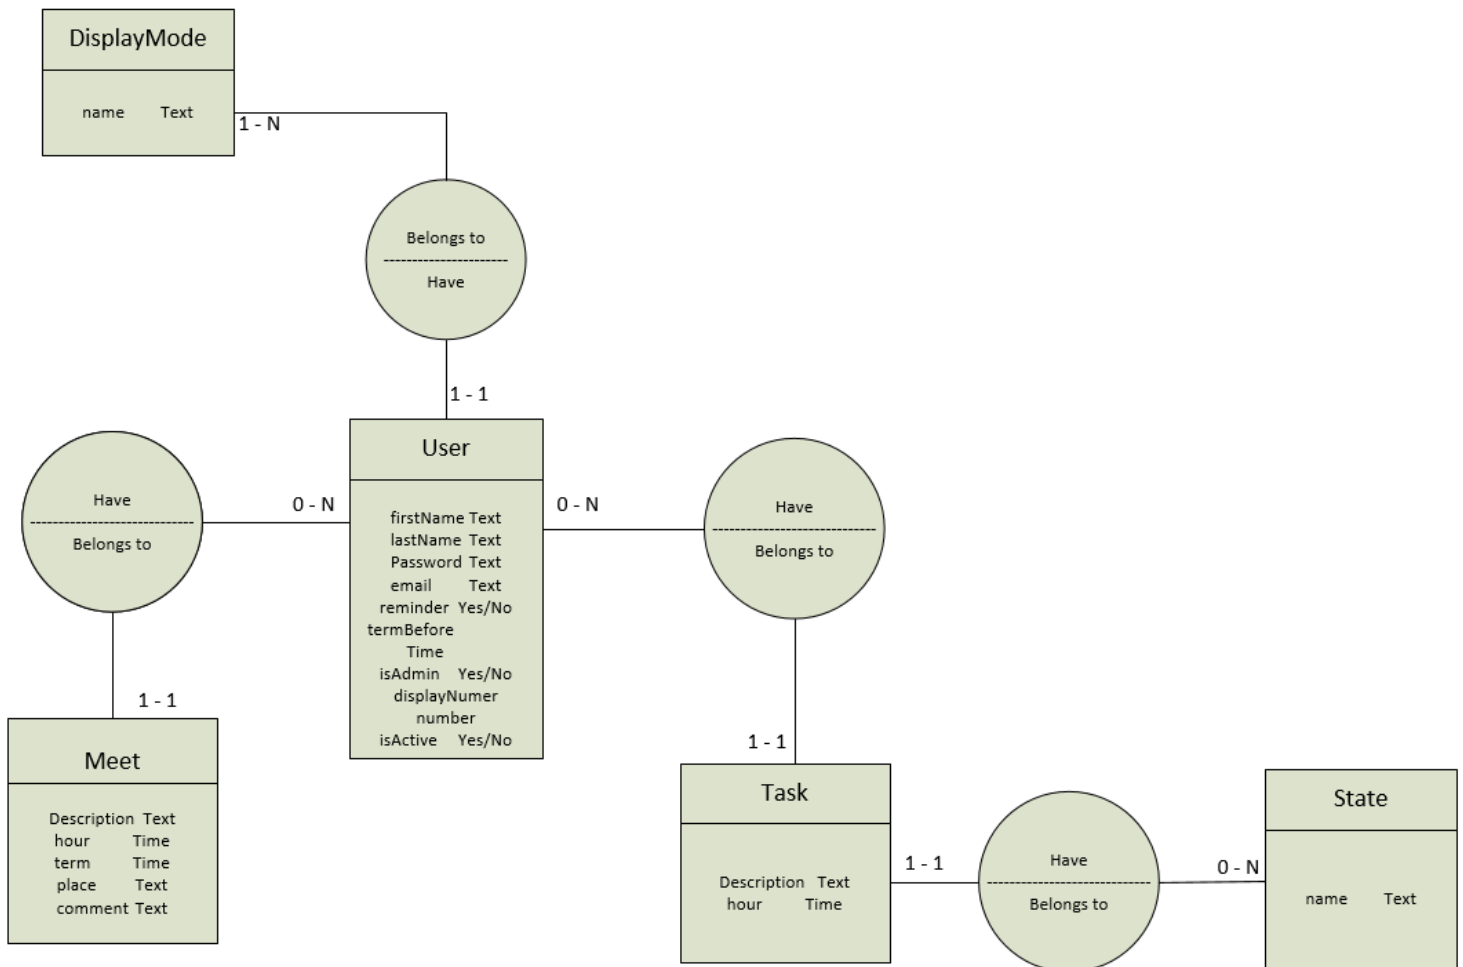 DisplayMode
name Text
1 - N
Belongs to
Have
1 - 1
User
firstName Text
lastName Text
Password Text
email Text
reminder Yes/No
termBefore
Time
isAdmin Yes/No
displayNumer
number
isActive Yes/No
Have
Belongs to
0 - N
0 - N
Have
Belongs to
1 - 1
Meet
Description Text
hour Time
term Time
place Text
comment Text
1 - 1
Task
Description Text
hour Time
1 - 1
Have
Belongs to
0 - N
State
name Text